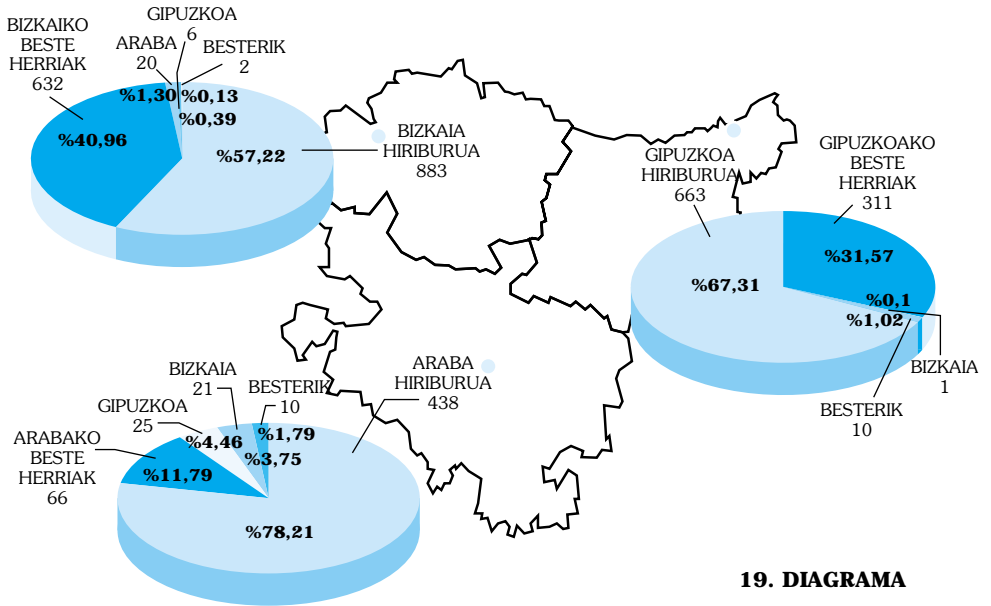 BIZKAIKO
BESTE
HERRIAK
632
ARABA
20
GIPUZKOA
6
BESTERIK
2
%1,30
%0,13
%0,39
%40,96
%57,22
BIZKAIA
HIRIBURUA
883
GIPUZKOA
HIRIBURUA
663
GIPUZKOAKO
BESTE
HERRIAK
311
%31,57
%67,31
%0,1
%1,02
BIZKAIA
1
BESTERIK
10
ARABA
HIRIBURUA
438
BIZKAIA
21
BESTERIK
10
GIPUZKOA
25
ARABAKO
BESTE
HERRIAK
66
%4,46
%1,79
%3,75
%11,79
%78,21
19. DIAGRAMA